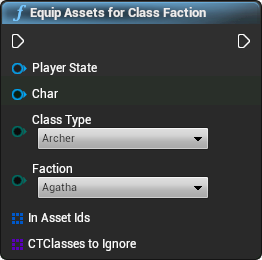 Equip Assets for Class Faction
Player State
Char
Class Type
Archer
Faction
Agatha
In Asset Ids
CTClasses to Ignore